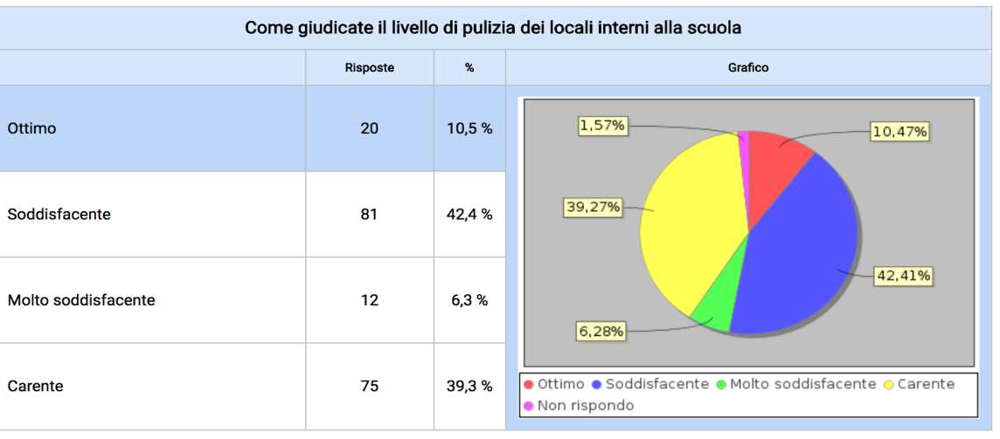 Come giudicate il livello di pulizia dei locali interni alla scuola
Risposte % Grafico
Ottimo 20 10,5 %
Soddisfacente 81 42,4 %
Molto soddisfacente 12 6,3 %
Carente 75 39,3 %
1,57%
10,47%
39,27%
42,41%
6,28%
Ottimo Soddisfacente Molto soddisfacente Carente
Non rispondo